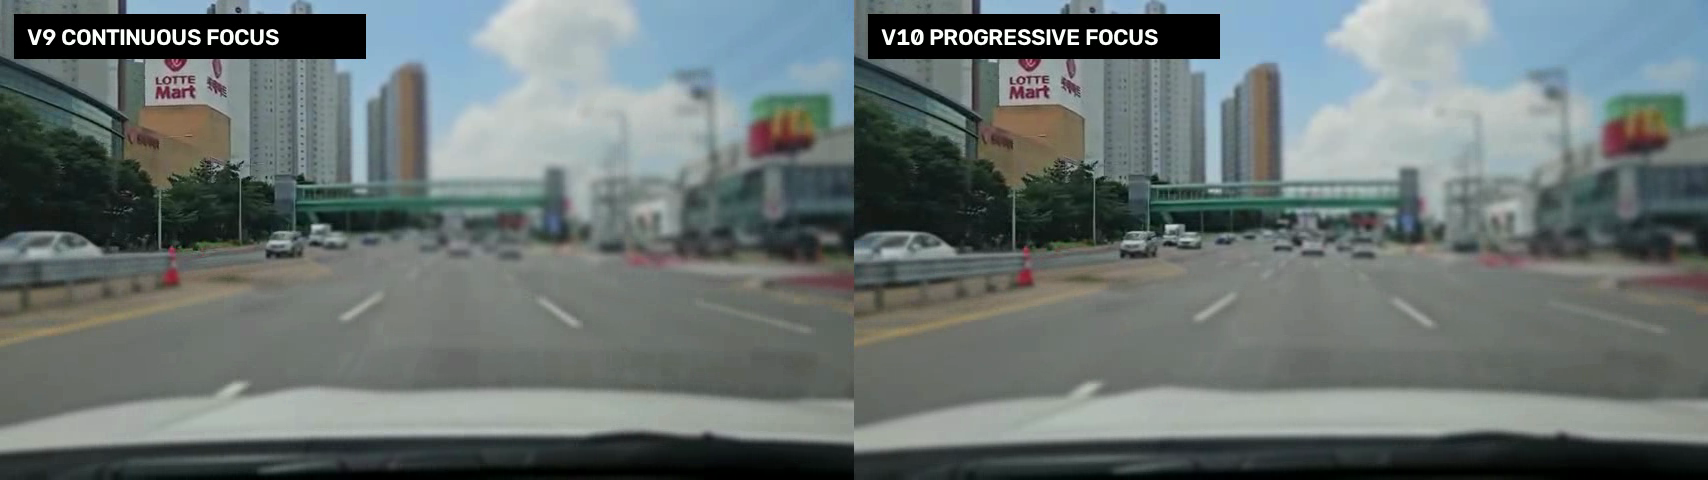 V9 CONTINUOUS FOCUS
LOTTE
Mart
V10 PROGRESSIVE FOCUS
LOTTE
Mart